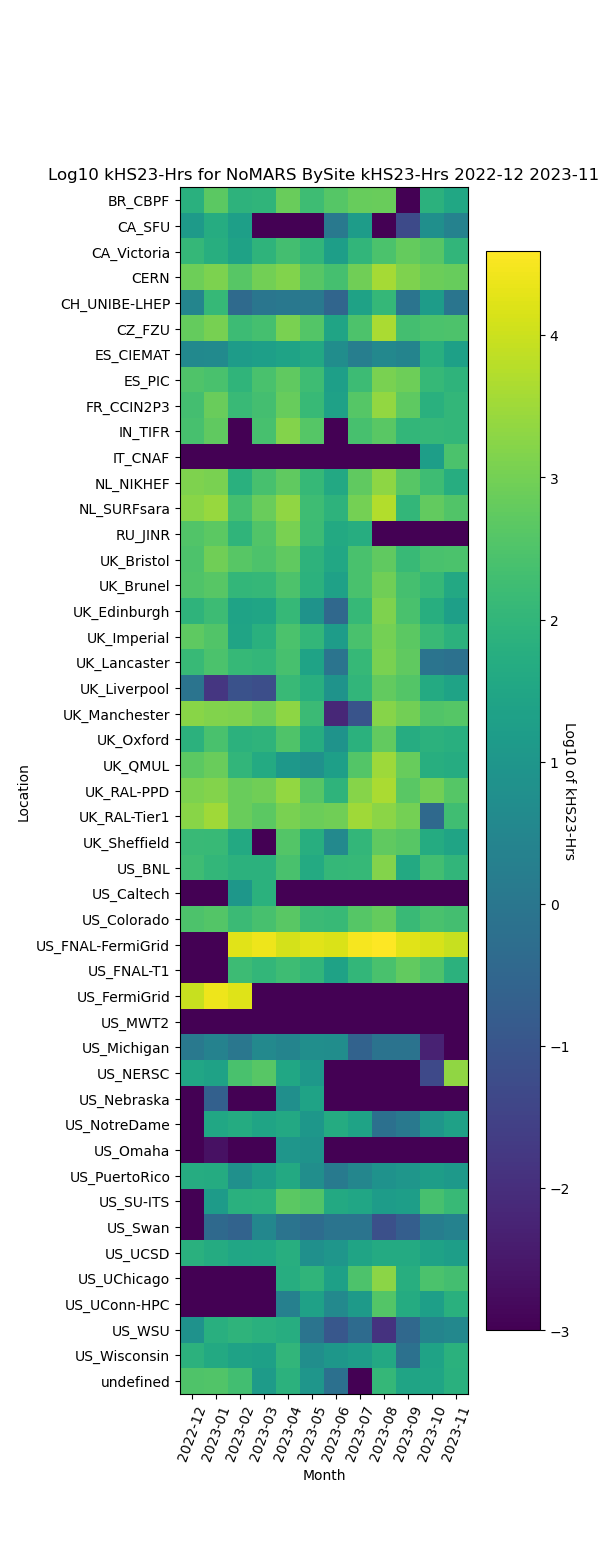 Log10 kHS23-Hrs for NoMARS BySite kHS23-Hrs 2022-12 2023-11
BR_CBPF
CA_SFU
CA_Victoria
CERN
CH_UNIBE-LHEP
CZ_FZU
ES_CIEMAT
ES_PIC
FR_CCIN2P3
IN_TIFR
IT_CNAF
NL_NIKHEF
NL_SURFsara
RU_JINR
UK_Bristol
UK_Brunel
UK_Edinburgh
UK_Imperial
UK_Lancaster
UK_Liverpool
UK_Manchester
UK_Oxford
UK_QMUL
UK_RAL-PPD
UK_RAL-Tier1
UK_Sheffield
US_BNL
US_Caltech
US_Colorado
US_FNAL-FermiGrid
US_FNAL-T1
US_FermiGrid
US_MWT2
US_Michigan
US_NERSC
US_Nebraska
US_NotreDame
US_Omaha
US_PuertoRico
US_SU-ITS
US_Swan
US_UCSD
US_UChicago
US_UConn-HPC
US_WSU
US_Wisconsin
undefined
Location
2022-12
2023-01
2023-02
2023-03
2023-04
2023-05
2023-06
2023-07
2023-08
2023-09
2023-10
2023-11
Month
4
3
2
1
0
−1
−2
−3
Log10 of kHS23-Hrs